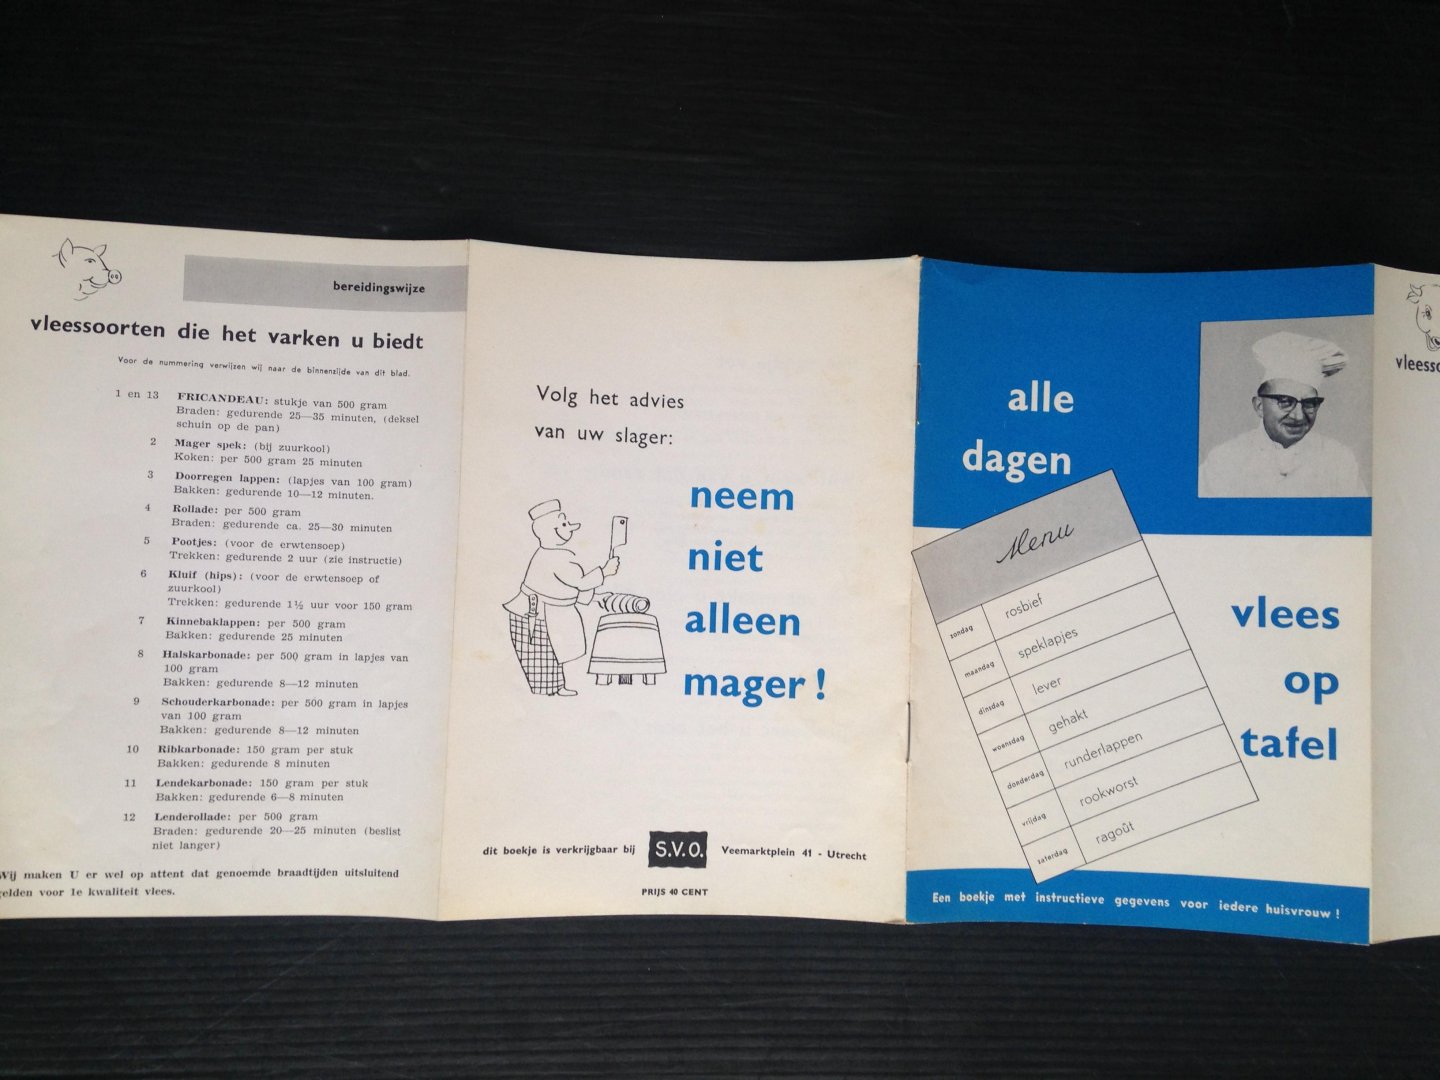 bereidingswijze
vleessoorten die het varken u biedt
Voor de nummering verwijzen wij naar de binnenzijde van dit blad.
1 en 13 FRICANDEAU: stukje van 500 gram
Braden: gedurende 25—35 minuten, (deksel
schuin op de pan)
2 Mager spek: (bij zuurkool)
Koken: per 500 gram 25 minuten
3 Doorregen lappen: (lapjes van 100 gram)
Bakken: gedurende 10—12 minuten.
4 Rollade: per 500 gram
Braden: gedurende ca. 25—30 minuten
5 Pootjes: (voor de erwtensoep)
Trekken: gedurende 2 uur (zie instructie)
6 Kluif (hips): (voor de erwtensoep of
zuurkool)
Trekken: gedurende 1½ uur voor 150 gram
7 Kinnebaklappen: per 500 gram
Bakken: gedurende 25 minuten
8 Halskarbonade: per 500 gram in lapjes van
100 gram
Bakken: gedurende 8—12 minuten
9 Schouderkarbonade: per 500 gram in lapjes
van 100 gram
Bakken: gedurende 8—12 minuten
10 Ribkarbonade: 150 gram per stuk
Bakken: gedurende 8 minuten
11 Lendekarbonade: 150 gram per stuk
Bakken: gedurende 6—8 minuten
12 Lenderollade: per 500 gram
Braden: gedurende 20—25 minuten (beslist
niet langer)
Wij maken U er wel op attent dat genoemde braadtijden uitsluitend
gelden voor 1e kwaliteit vlees.
Volg het advies
van uw slager:
neem
niet
alleen
mager!
dit boekje is verkrijgbaar bij S.V.O. Veemarktplein 41 - Utrecht
PRIJS 40 CENT
alle
dagen
Menu
zondag rosbief
maandag speklapjes
dinsdag lever
woensdag gehakt
donderdag runderlappen
vrijdag rookworst
zaterdag ragoût
vlees
op
tafel
Een boekje met instructieve gegevens voor iedere huisvrouw!